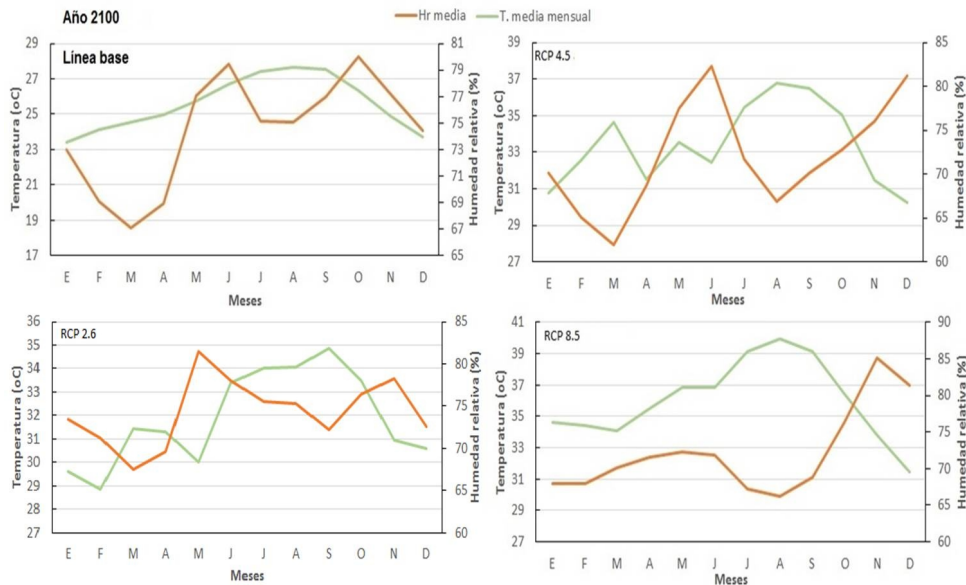 Año 2100
Hr media T. media mensual
Línea base
Temperatura (oC)
29
27
25
23
21
19
17
81
79
77
75
73
71
69
67
65
Humedad relativa (%)
E F M A M J J A S O N D
Meses
RCP 4.5
Temperatura (oC)
39
37
35
33
31
29
27
85
80
75
70
65
60
Humedad relativa (%)
E F M A M J J A S O N D
Meses
RCP 2.6
Temperatura (oC)
36
35
34
33
32
31
30
29
28
27
85
80
75
70
65
60
Humedad relativa (%)
E F M A M J J A S O N D
Meses
RCP 8.5
Temperatura (oC)
41
39
37
35
33
31
29
27
90
85
80
75
70
65
60
Humedad relativa (%)
E F M A M J J A S O N D
Meses